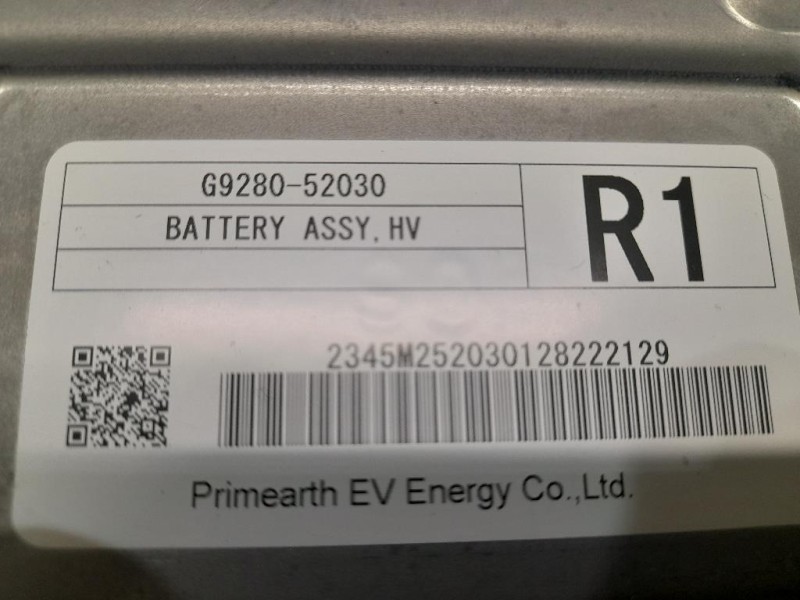 G9280-52030
BATTERY ASSY, HV
R1
2345M252030128222129
Primearth EV Energy Co.,Ltd.